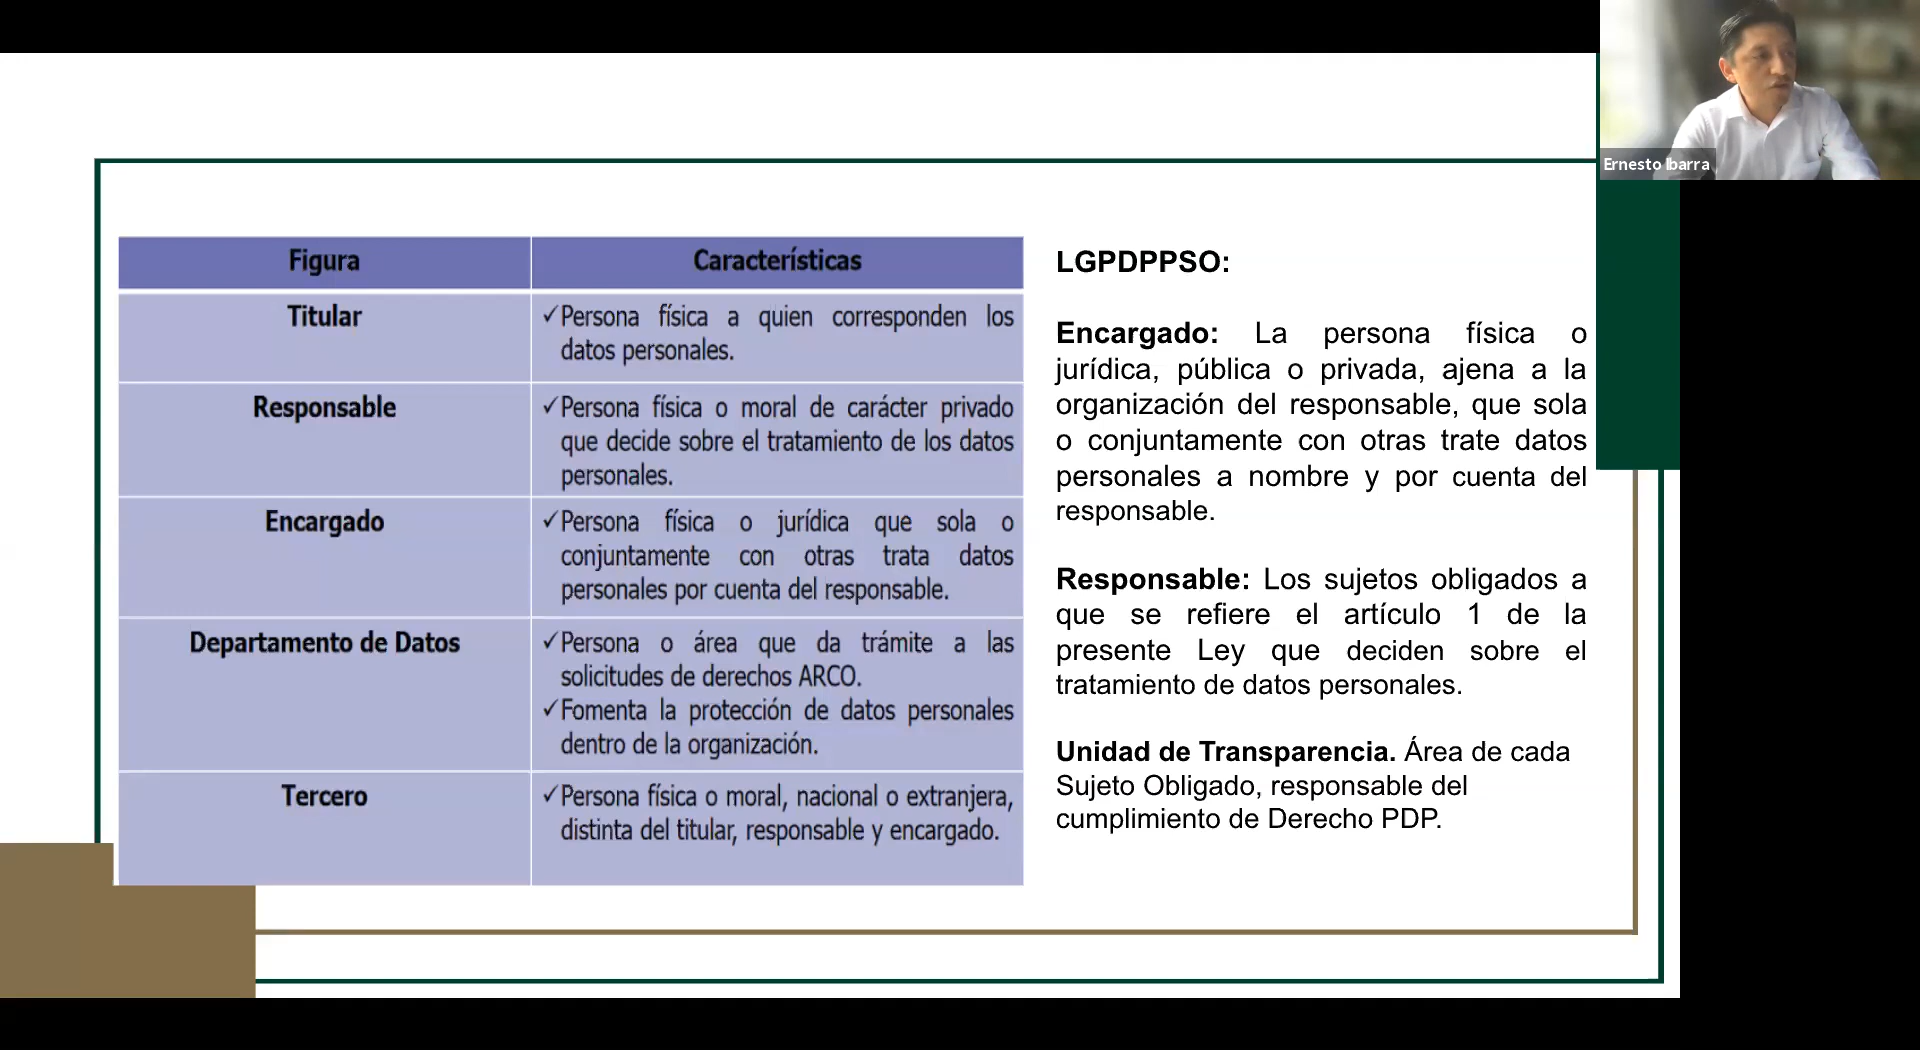 Ernesto Ibarra
Figura
Características
Titular
✓Persona física a quien corresponden los
datos personales.
Responsable
✓Persona física o moral de carácter privado
que decide sobre el tratamiento de los datos
personales.
Encargado
✓Persona física o jurídica que sola o
conjuntamente con otras trata datos
personales por cuenta del responsable.
Departamento de Datos
✓Persona o área que da trámite a las
solicitudes de derechos ARCO.
✓Fomenta la protección de datos personales
dentro de la organización.
Tercero
✓Persona física o moral, nacional o extranjera,
distinta del titular, responsable y encargado.
LGPDPPSO:
Encargado: La persona física o
jurídica, pública o privada, ajena a la
organización del responsable, que sola
o conjuntamente con otras trate datos
personales a nombre y por cuenta del
responsable.
Responsable: Los sujetos obligados a
que se refiere el artículo 1 de la
presente Ley que deciden sobre el
tratamiento de datos personales.
Unidad de Transparencia. Área de cada
Sujeto Obligado, responsable del
cumplimiento de Derecho PDP.